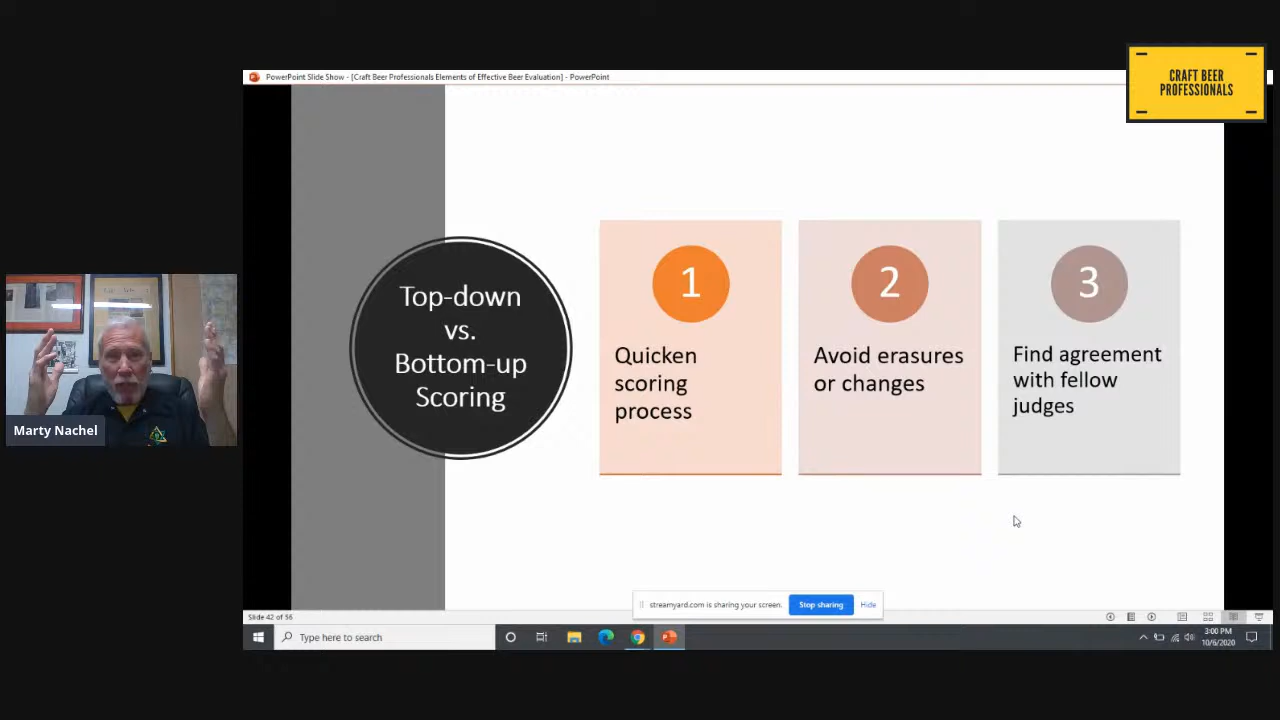 PowerPoint Slide Show - [Craft Beer Professionals Elements of Effective Beer Evaluation] - PowerPoint
CRAFT BEER
PROFESSIONALS
Top-down
vs.
Bottom-up
Scoring
1
Quicken
scoring
process
2
Avoid erasures
or changes
3
Find agreement
with fellow
judges
Marty Nachel
streamyard.com is sharing your screen.
Stop sharing
Hide
Slide 42 of 56
Type here to search
3:00 PM
10/6/2020